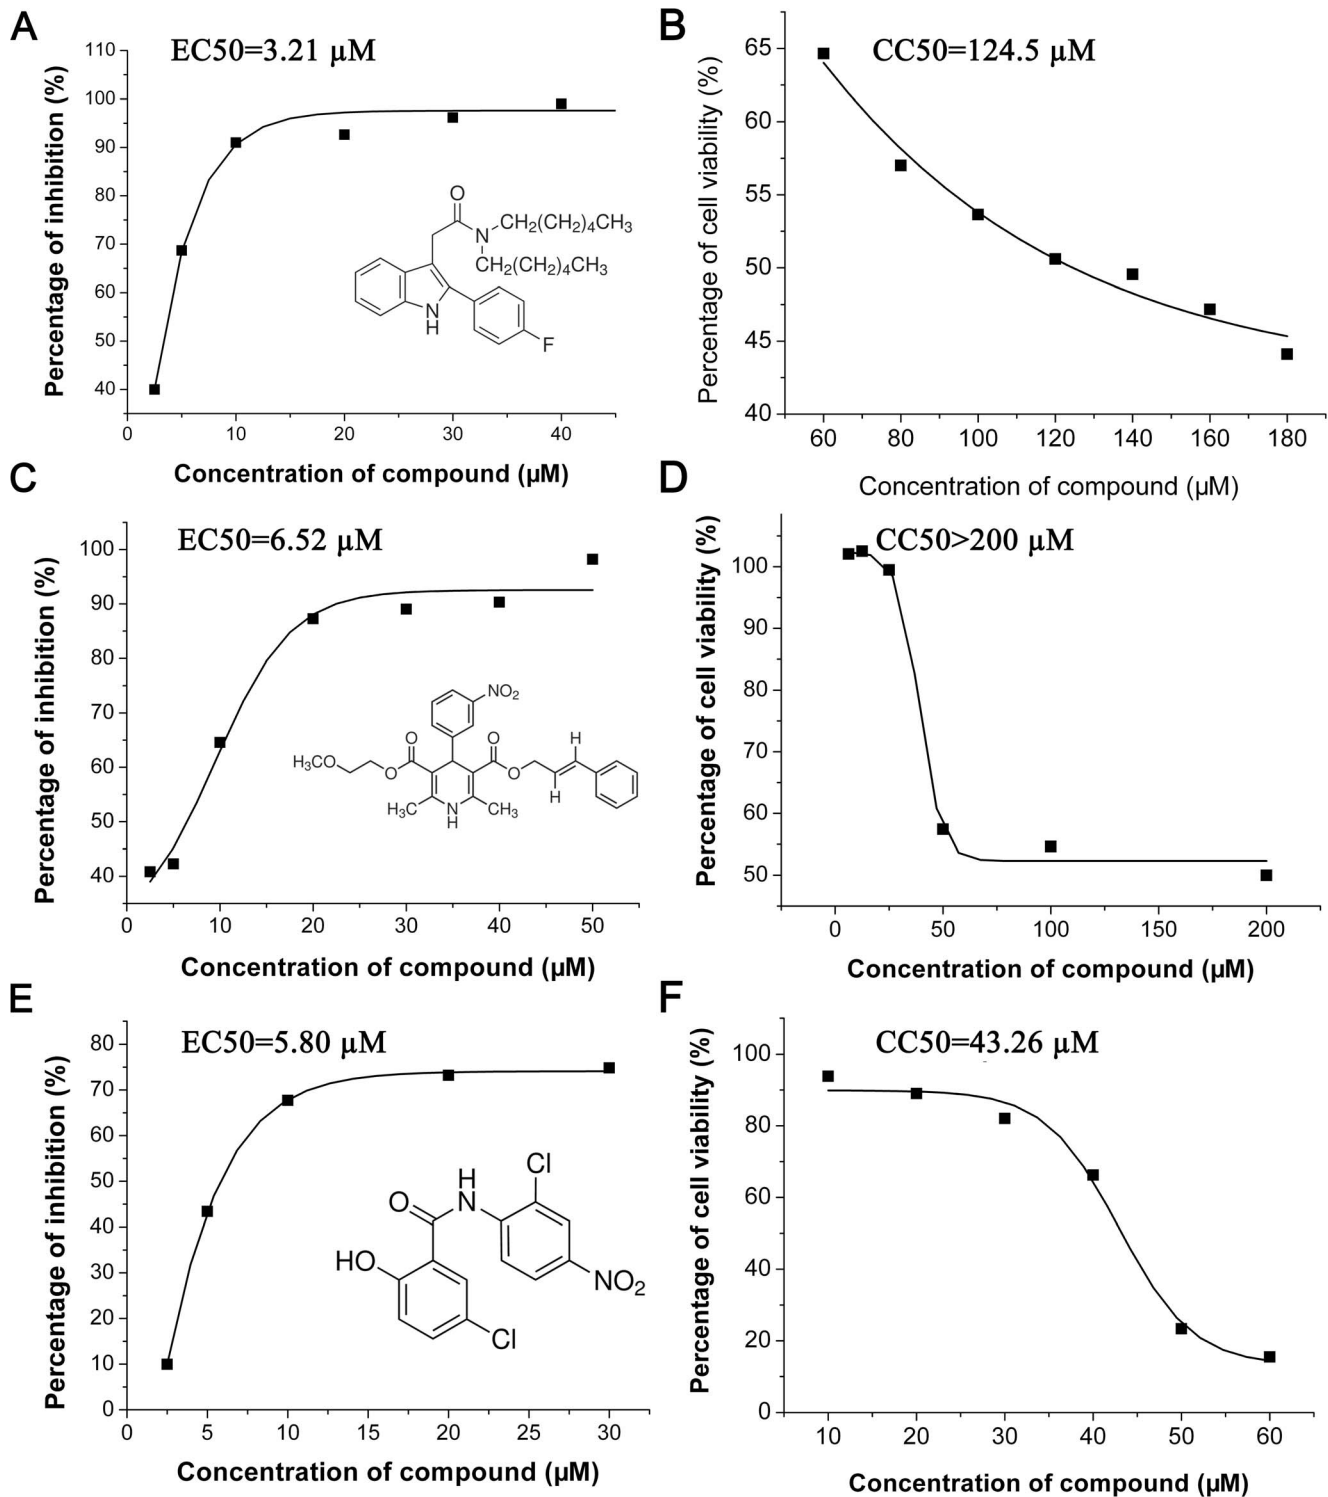 A
EC50=3.21 µM
Percentage of inhibition (%)
110
100
90
80
70
60
50
40
0 10 20 30 40
Concentration of compound (µM)
O
N
CH2(CH2)4CH3
CH2(CH2)4CH3
N
H
F
B
CC50=124.5 µM
Percentage of cell viability (%)
65
60
55
50
45
40
60 80 100 120 140 160 180
Concentration of compound (µM)
C
EC50=6.52 µM
Percentage of inhibition (%)
100
90
80
70
60
50
40
0 10 20 30 40 50
Concentration of compound (µM)
NO2
O O H
H3C O O O
H
H3C N CH3
H
D
CC50>200 µM
Percentage of cell viability (%)
100
90
80
70
60
50
0 50 100 150 200
Concentration of compound (µM)
E
EC50=5.80 µM
Percentage of inhibition (%)
80
70
60
50
40
30
20
10
0
0 5 10 15 20 25 30
Concentration of compound (µM)
Cl
H
O N
HO
NO2
Cl
F
CC50=43.26 µM
Percentage of cell viability (%)
100
80
60
40
20
0
10 20 30 40 50 60
Concentration of compound (µM)